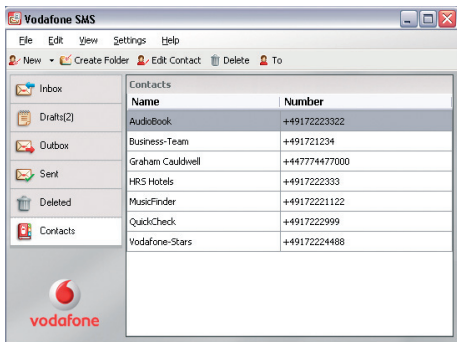 Vodafone SMS
File Edit View Settings Help
New Create Folder Edit Contact Delete To
Inbox
Drafts(2)
Outbox
Sent
Deleted
Contacts
vodafone
Contacts
Name Number
AudioBook +49172223322
Business-Team +491721234
Graham Cauldwell +447774477000
HRS Hotels +4917222333
MusicFinder +49172221122
QuickCheck +4917222999
Vodafone-Stars +49172224488